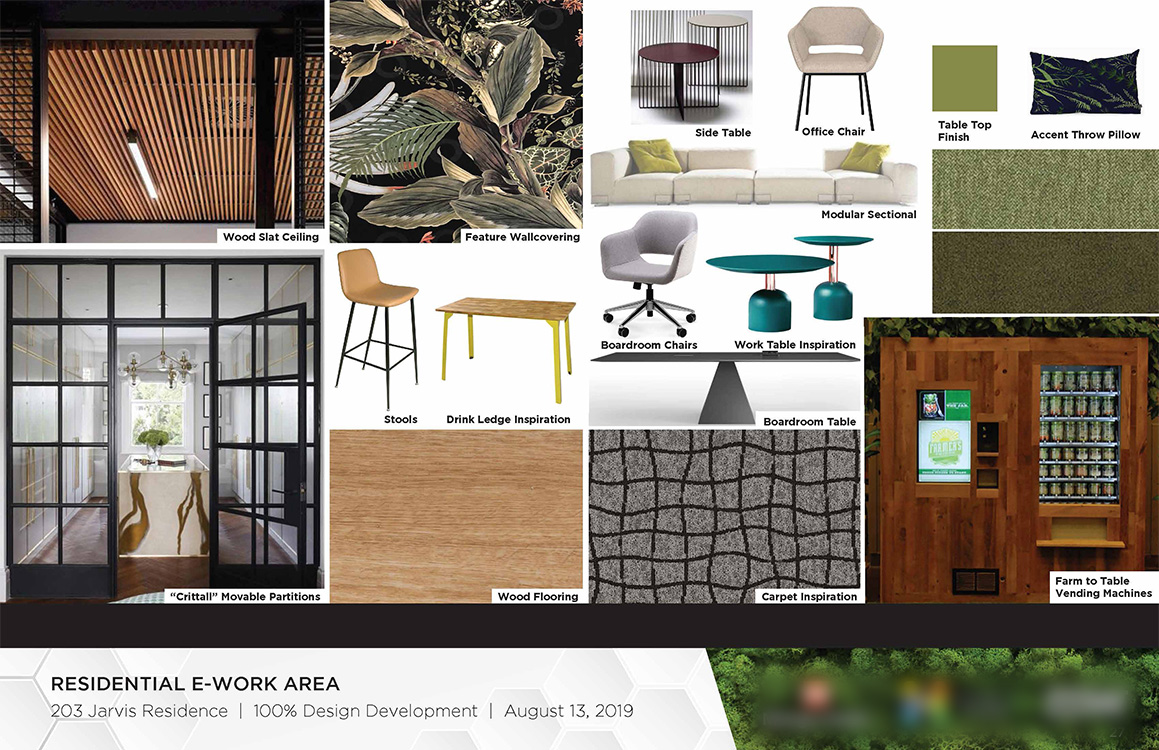 Wood Slat Ceiling
Feature Wallcovering
Side Table
Office Chair
Table Top
Finish
Accent Throw Pillow
Modular Sectional
Boardroom Chairs
Work Table Inspiration
Stools
Drink Ledge Inspiration
Boardroom Table
"Crittall" Movable Partitions
Wood Flooring
Carpet Inspiration
Farm to Table
Vending Machines
RESIDENTIAL E-WORK AREA
203 Jarvis Residence | 100% Design Development | August 13, 2019